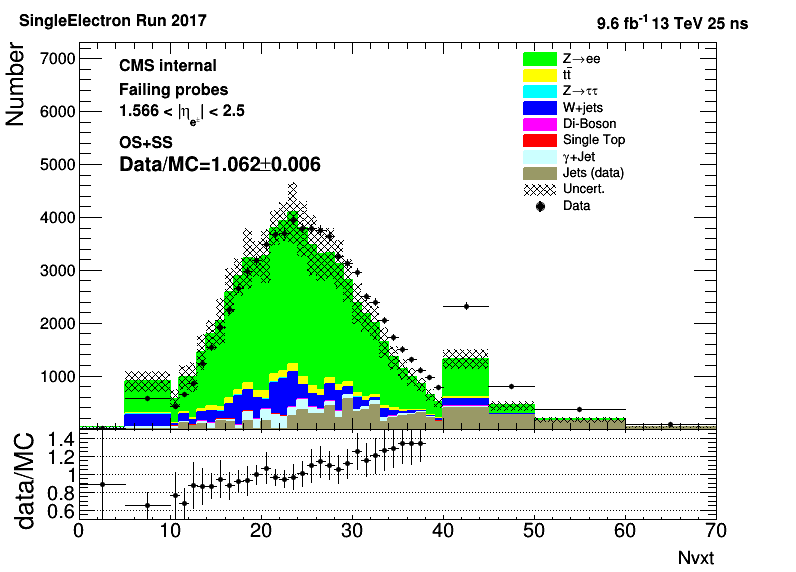 SingleElectron Run 2017
9.6 fb⁻¹ 13 TeV 25 ns
Number
7000
6000
5000
4000
3000
2000
1000
CMS internal
Failing probes
1.566 < |η_e±| < 2.5
OS+SS
Data/MC=1.062±0.006
Z→ee
tt̄
Z→ττ
W+jets
Di-Boson
Single Top
γ+Jet
Jets (data)
Uncert.
Data
data/MC
1.4
1.2
1
0.8
0.6
0 10 20 30 40 50 60 70
Nvxt